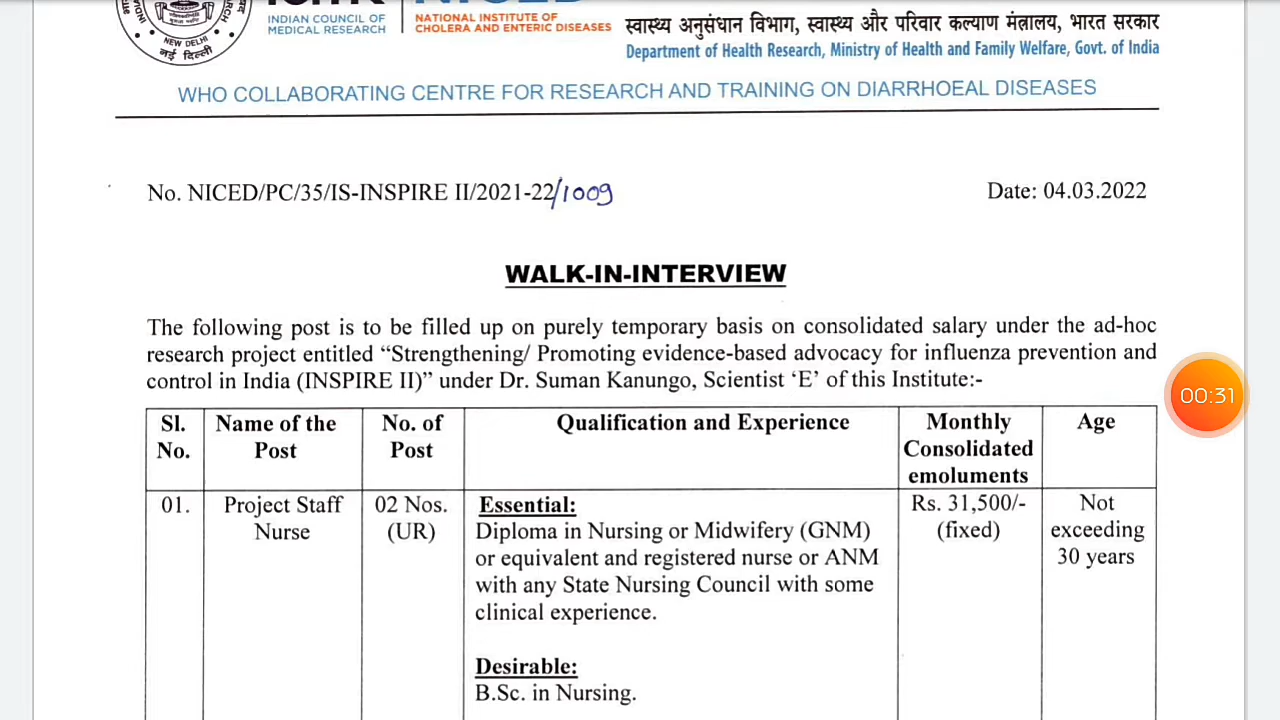 INDIAN COUNCIL OF
MEDICAL RESEARCH
NATIONAL INSTITUTE OF
CHOLERA AND ENTERIC DISEASES
NEW DELHI
नई दिल्ली
स्वास्थ्य अनुसंधान विभाग, स्वास्थ्य और परिवार कल्याण मंत्रालय, भारत सरकार
Department of Health Research, Ministry of Health and Family Welfare, Govt. of India
WHO COLLABORATING CENTRE FOR RESEARCH AND TRAINING ON DIARRHOEAL DISEASES
No. NICED/PC/35/IS-INSPIRE II/2021-22/1009
Date: 04.03.2022
WALK-IN-INTERVIEW
The following post is to be filled up on purely temporary basis on consolidated salary under the ad-hoc
research project entitled “Strengthening/ Promoting evidence-based advocacy for influenza prevention and
control in India (INSPIRE II)” under Dr. Suman Kanungo, Scientist ‘E’ of this Institute:-
Sl.
No.
Name of the
Post
No. of
Post
Qualification and Experience
Monthly
Consolidated
emoluments
Age
01.
Project Staff
Nurse
02 Nos.
(UR)
Essential:
Diploma in Nursing or Midwifery (GNM)
or equivalent and registered nurse or ANM
with any State Nursing Council with some
clinical experience.
Desirable:
B.Sc. in Nursing.
Rs. 31,500/-
(fixed)
Not
exceeding
30 years
00:31